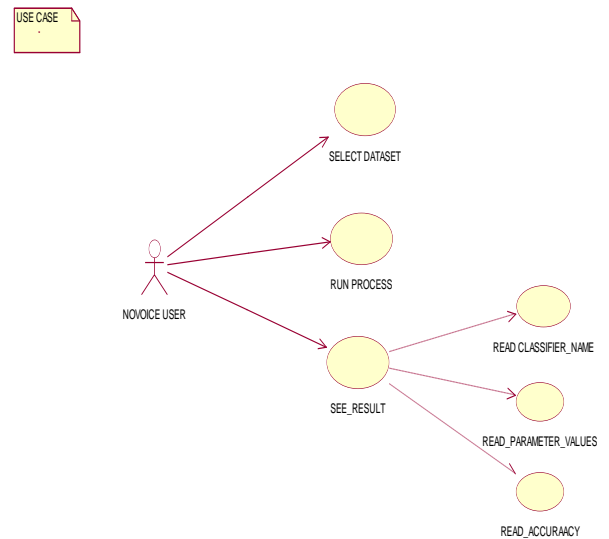 USE CASE
SELECT DATASET
RUN PROCESS
NOVOICE USER
READ CLASSIFIER_NAME
SEE_RESULT
READ_PARAMETER_VALUES
READ_ACCURAACY